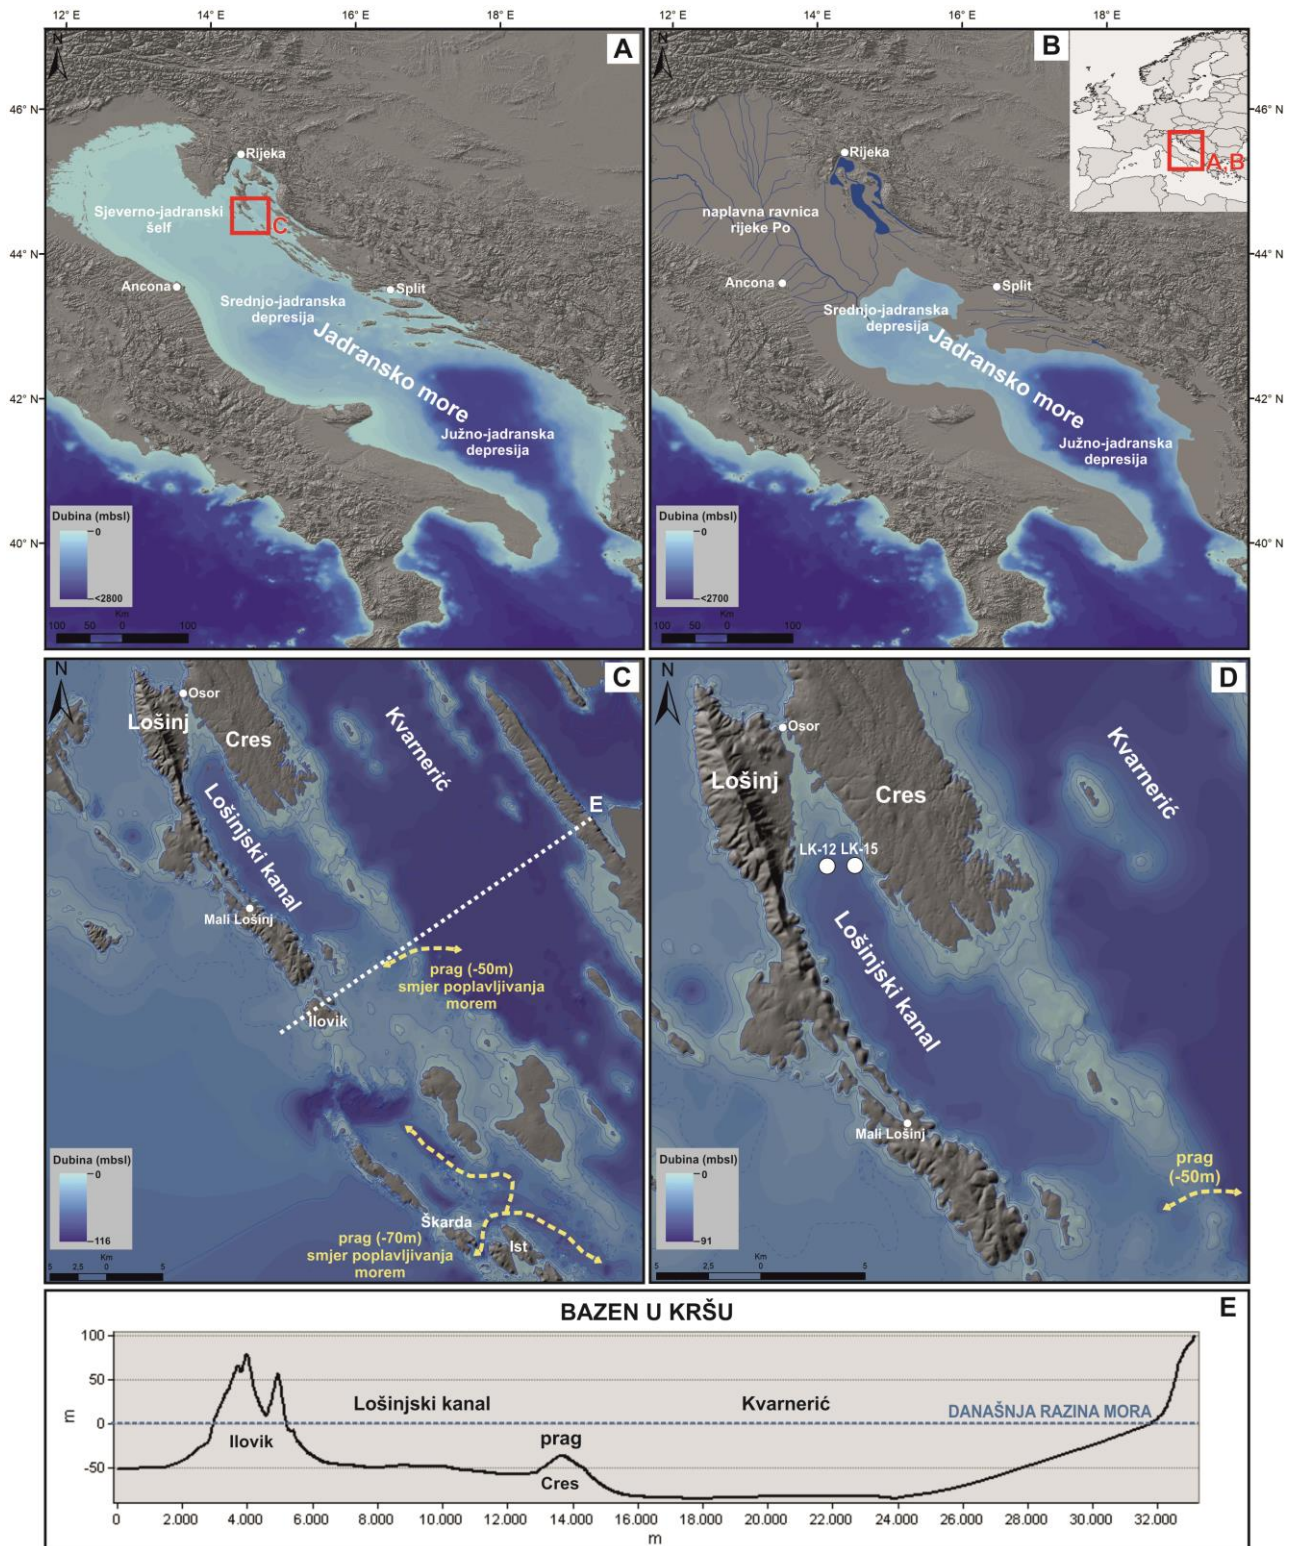 12° E
14° E
16° E
18° E
N
A
46° N
Rijeka
Sjeverno-jadranski
šelf
C
44° N
Ancona
Split
Srednjo-jadranska
depresija
Jadransko more
42° N
Južno-jadranska
depresija
Dubina (mbsl)
0
<2800
40° N
Km
100 50 0 100
12° E
14° E
16° E
18° E
N
B
A,B
46° N
Rijeka
naplavna ravnica
rijeke Po
44° N
Ancona
Split
Srednjo-jadranska
depresija
Jadransko more
42° N
Južno-jadranska
depresija
Dubina (mbsl)
0
<2700
40° N
Km
100 50 0 100
N
C
Osor
Lošinj
Cres
Kvarnerić
E
Lošinjski kanal
Mali Lošinj
prag (-50m)
smjer poplavljivanja
morem
Ilovik
Dubina (mbsl)
0
116
Škarda
Ist
prag (-70m)
smjer poplavljivanja
morem
Km
5 2,5 0 5
N
D
Osor
Kvarnerić
Lošinj
Cres
LK-12 LK-15
Lošinjski kanal
Mali Lošinj
prag
(-50m)
Dubina (mbsl)
0
91
Km
5 2,5 0 5
BAZEN U KRŠU
E
100
50
0
-50
m
Lošinjski kanal
Kvarnerić
DANAŠNJA RAZINA MORA
Ilovik
prag
Cres
0 2.000 4.000 6.000 8.000 10.000 12.000 14.000 16.000 18.000 20.000 22.000 24.000 26.000 28.000 30.000 32.000
m